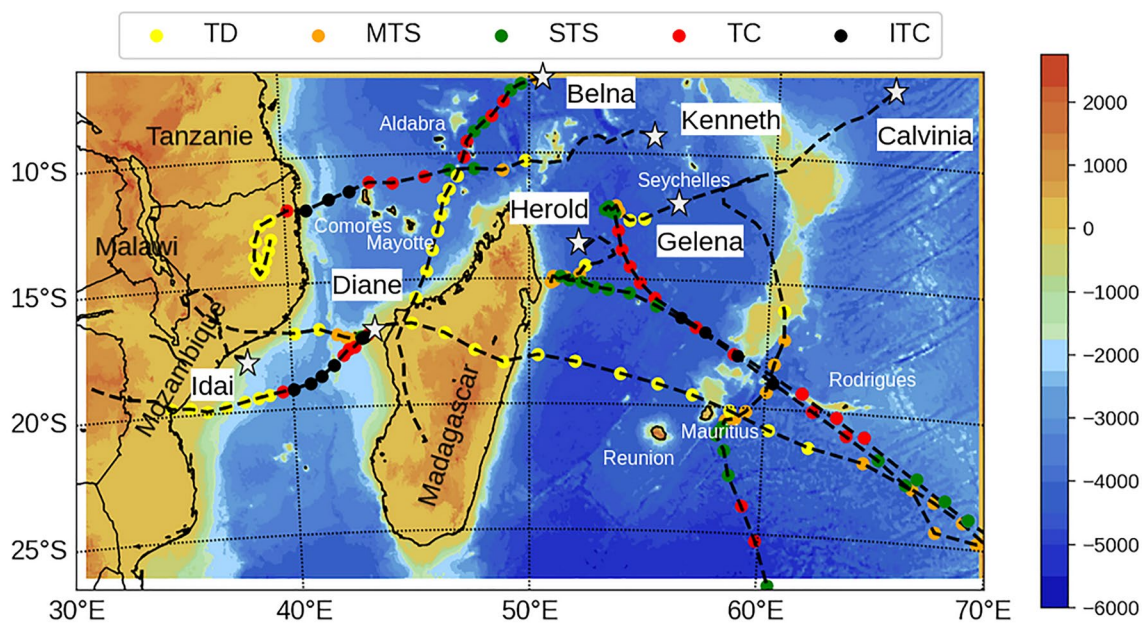 TD MTS STS TC ITC
Belna
Kenneth
Calvinia
Aldabra
Tanzanie
10°S
Seychelles
Herold
Comores
Mayotte
Gelena
Malawi
Diane
15°S
Mozambique
Idai
Madagascar
Rodrigues
20°S
Mauritius
Reunion
25°S
30°E 40°E 50°E 60°E 70°E
2000
1000
0
−1000
−2000
−3000
−4000
−5000
−6000